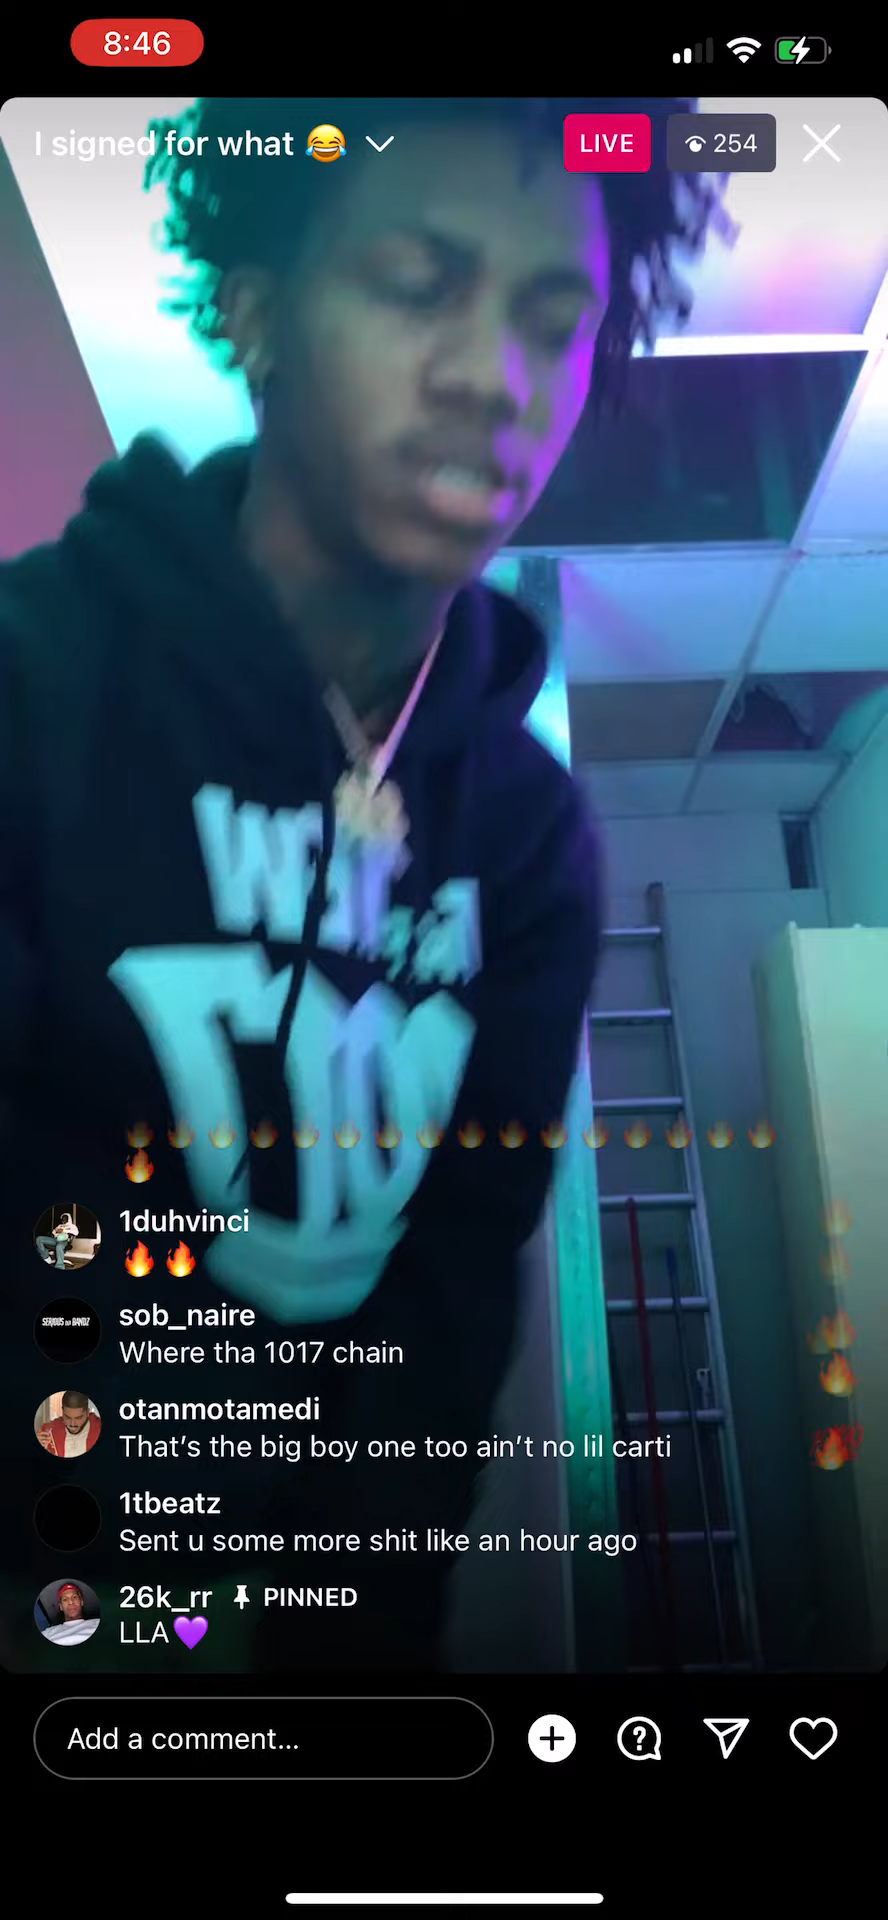 8:46
I signed for what 😂
LIVE
254
🔥🔥🔥🔥🔥🔥🔥🔥🔥🔥🔥🔥🔥🔥🔥🔥
🔥
1duhvinci
🔥🔥
SERIOUS BANDZ
sob_naire
Where tha 1017 chain
otanmotamedi
That's the big boy one too ain't no lil carti
1tbeatz
Sent u some more shit like an hour ago
26k_rr PINNED
LLA💜
Add a comment...